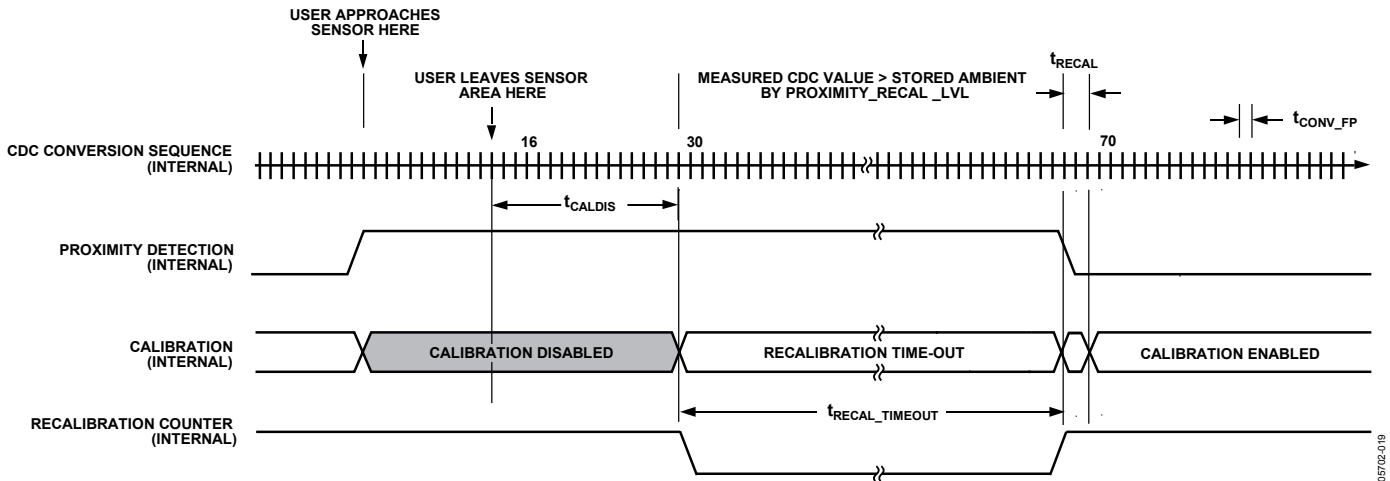 USER APPROACHES
SENSOR HERE
USER LEAVES SENSOR
AREA HERE
MEASURED CDC VALUE > STORED AMBIENT
BY PROXIMITY_RECAL _LVL
tRECAL
tCONV_FP
CDC CONVERSION SEQUENCE
(INTERNAL)
16
30
70
tCALDIS
PROXIMITY DETECTION
(INTERNAL)
CALIBRATION
(INTERNAL)
CALIBRATION DISABLED
RECALIBRATION TIME-OUT
CALIBRATION ENABLED
RECALIBRATION COUNTER
(INTERNAL)
tRECAL_TIMEOUT
05702-019